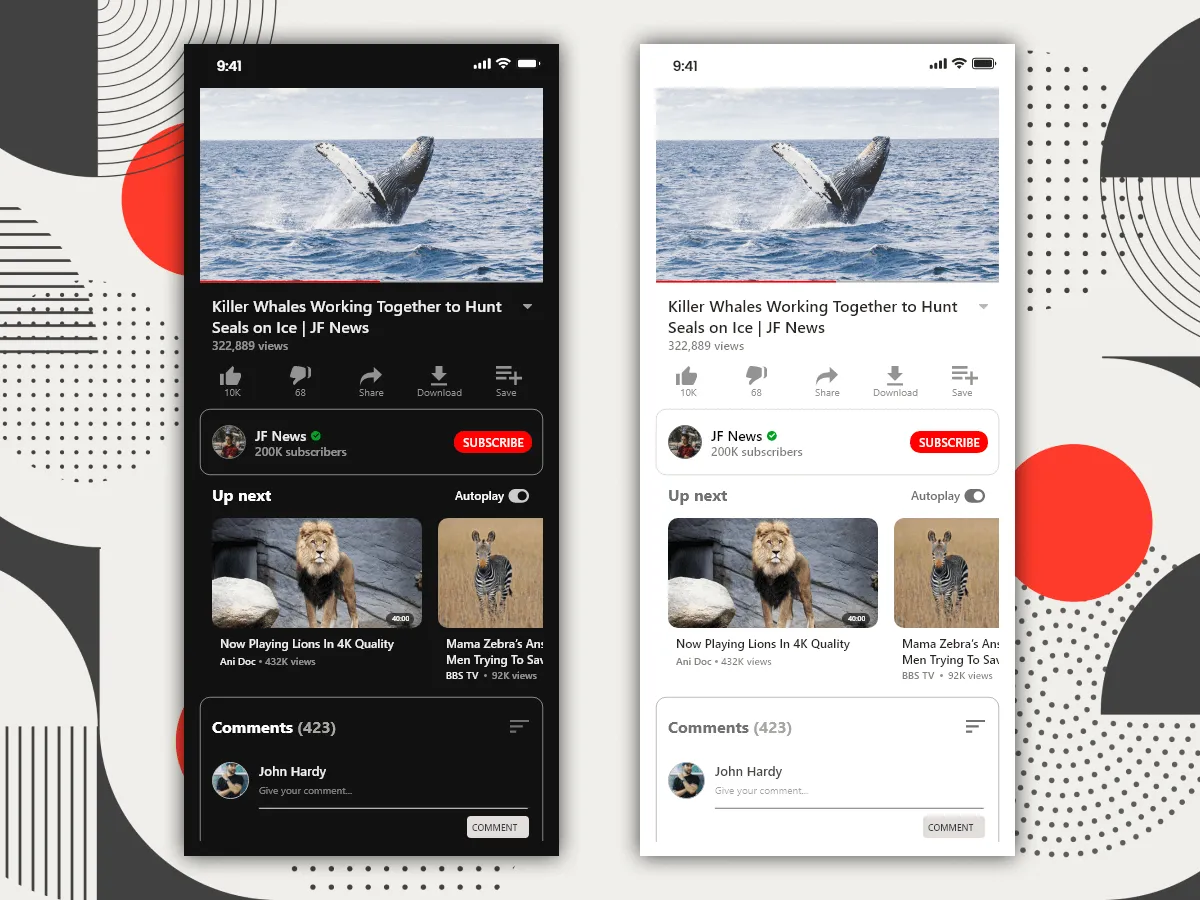 9:41
Killer Whales Working Together to Hunt
Seals on Ice | JF News
322,889 views
10K 68 Share Download Save
JF News
200K subscribers
SUBSCRIBE
Up next Autoplay
40:00
Now Playing Lions In 4K Quality
Ani Doc • 432K views
Mama Zebra's Ans
Men Trying To Sav
BBS TV • 92K views
Comments (423)
John Hardy
Give your comment...
COMMENT
9:41
Killer Whales Working Together to Hunt
Seals on Ice | JF News
322,889 views
10K 68 Share Download Save
JF News
200K subscribers
SUBSCRIBE
Up next Autoplay
40:00
Now Playing Lions In 4K Quality
Ani Doc • 432K views
Mama Zebra's Ans
Men Trying To Sav
BBS TV • 92K views
Comments (423)
John Hardy
Give your comment...
COMMENT